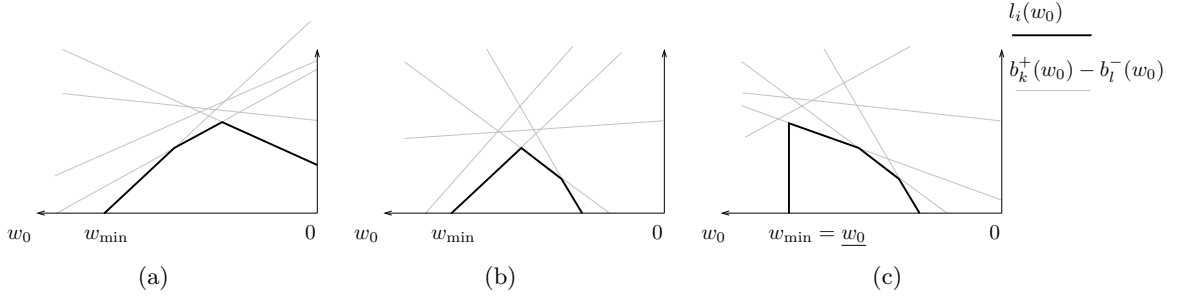 l_i(w_0)
b_k^+(w_0) − b_l^−(w_0)
w_0 w_min 0 w_0 w_min 0 w_0 w_min = w_0 0
(a) (b) (c)